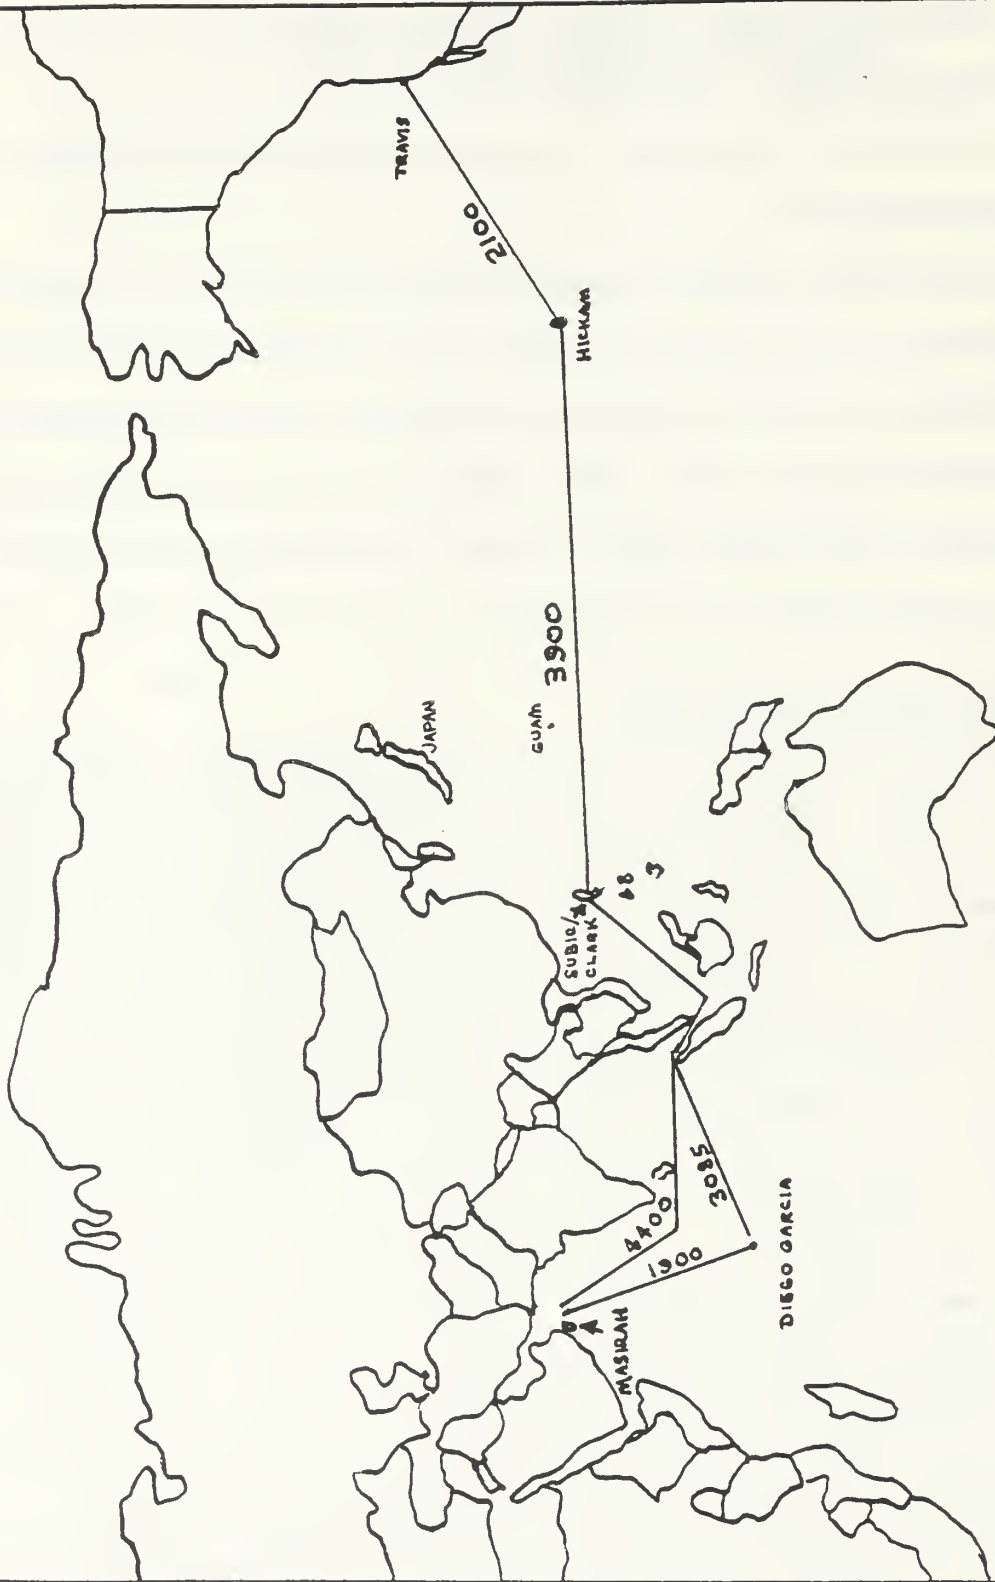 TRAVIS
2100
HICKAM
3900
GUAM
JAPAN
SUBIC/
CLARK
4400
3085
1900
DIEGO GARCIA
MASIRAH
A